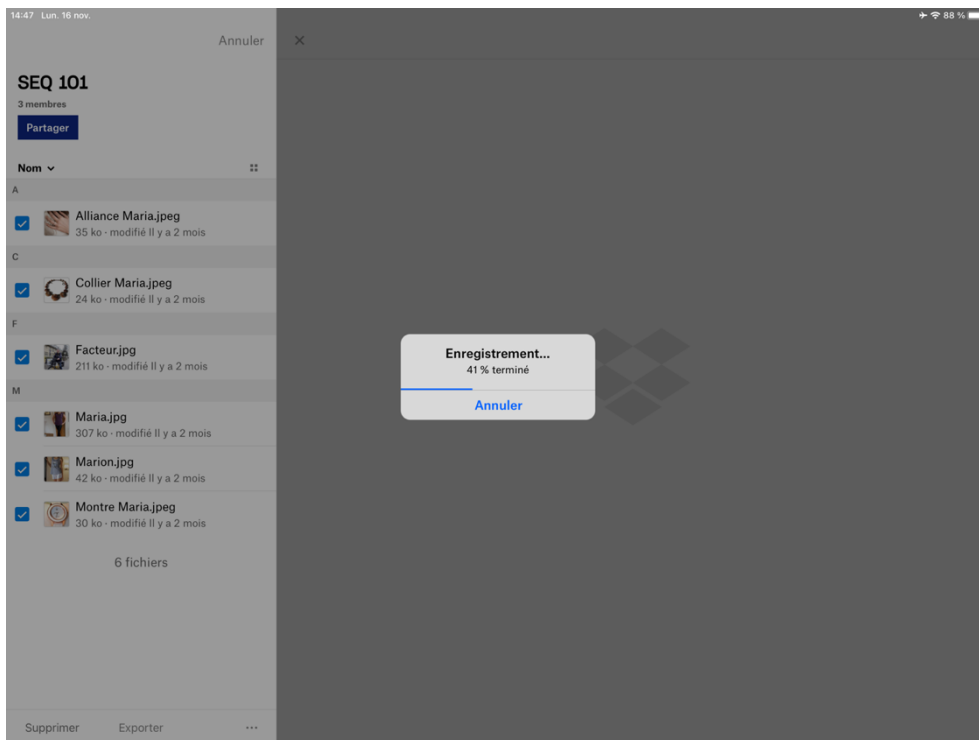 14:47 Lun. 16 nov.
88 %
Annuler
SEQ 101
3 membres
Partager
Nom
A
Alliance Maria.jpeg
35 ko · modifié Il y a 2 mois
C
Collier Maria.jpeg
24 ko · modifié Il y a 2 mois
F
Facteur.jpg
211 ko · modifié Il y a 2 mois
M
Maria.jpg
307 ko · modifié Il y a 2 mois
Marion.jpg
42 ko · modifié Il y a 2 mois
Montre Maria.jpeg
30 ko · modifié Il y a 2 mois
6 fichiers
Supprimer
Exporter
Enregistrement...
41 % terminé
Annuler